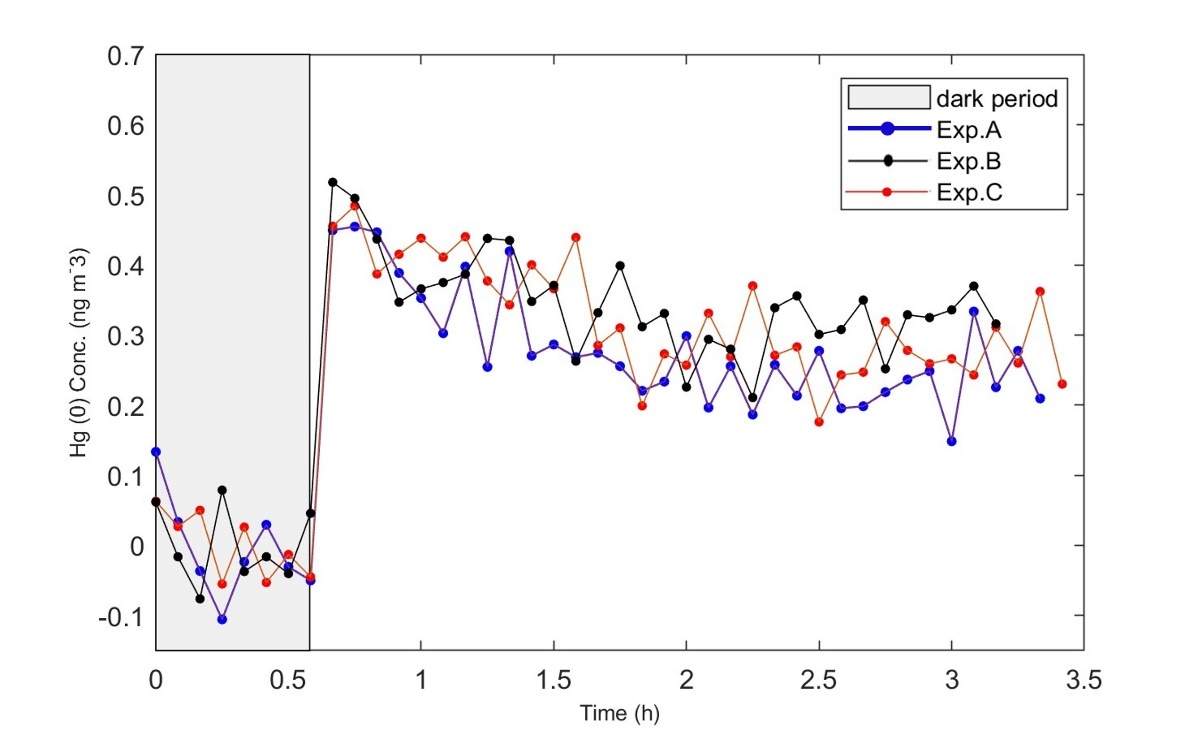 0.7
0.6
0.5
0.4
0.3
0.2
0.1
0
-0.1
Hg (0) Conc. (ng m⁻3)
dark period
Exp.A
Exp.B
Exp.C
0 0.5 1 1.5 2 2.5 3 3.5
Time (h)